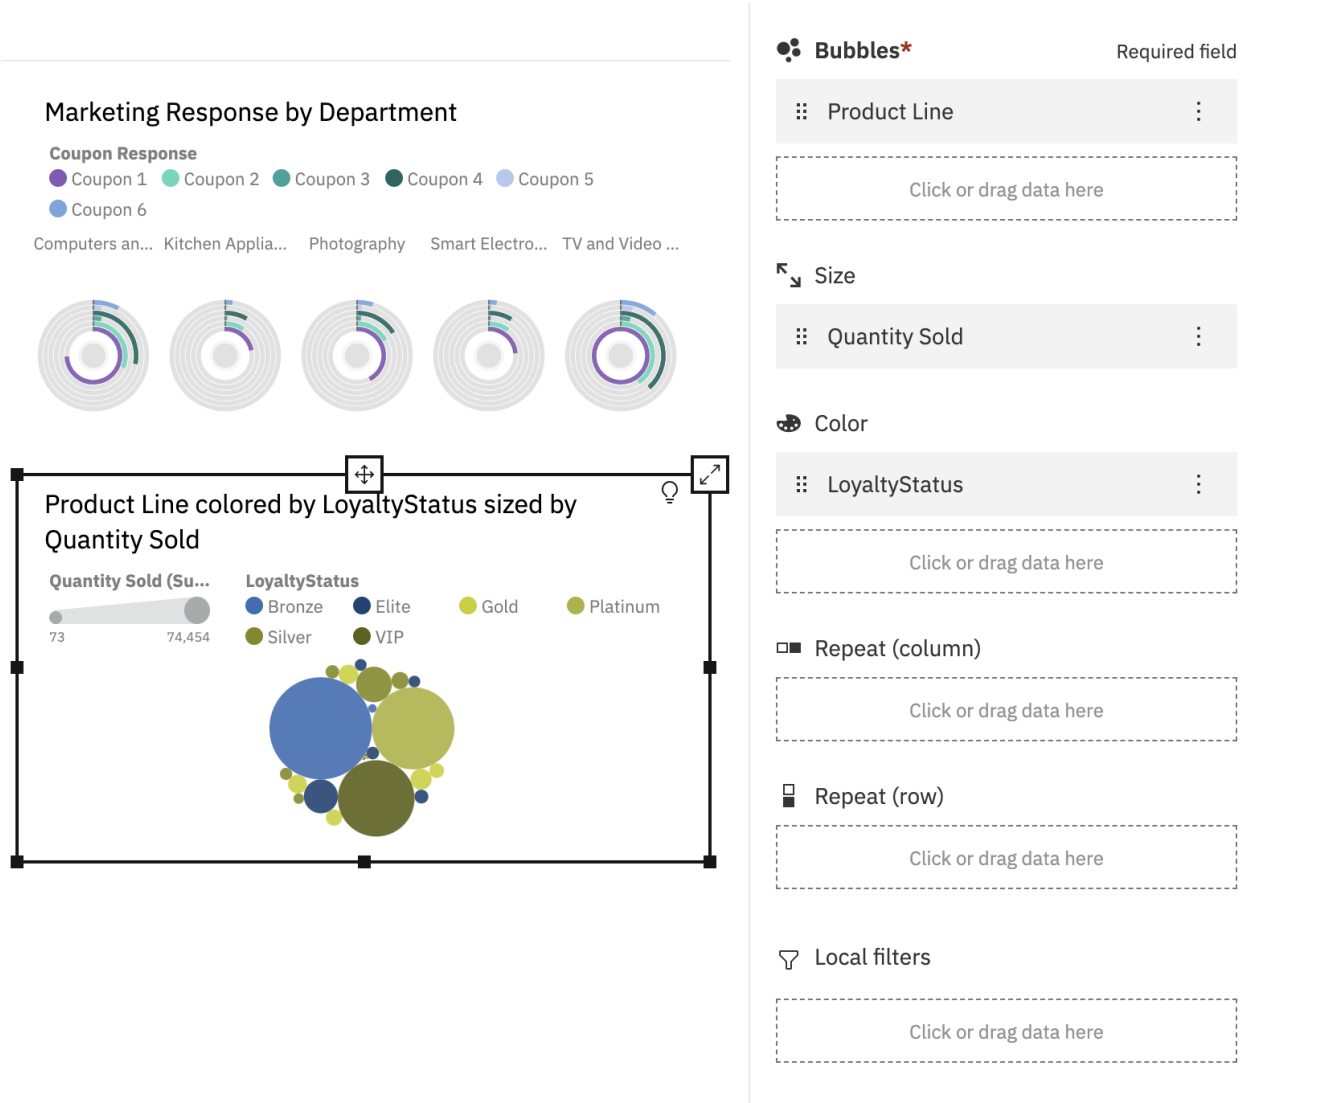 Marketing Response by Department
Coupon Response
Coupon 1 Coupon 2 Coupon 3 Coupon 4 Coupon 5
Coupon 6
Computers an... Kitchen Applia... Photography Smart Electro... TV and Video ...
Product Line colored by LoyaltyStatus sized by
Quantity Sold
Quantity Sold (Su... LoyaltyStatus
Bronze Elite Gold Platinum
73 74,454
Silver VIP
Bubbles* Required field
Product Line
Click or drag data here
Size
Quantity Sold
Color
LoyaltyStatus
Click or drag data here
Repeat (column)
Click or drag data here
Repeat (row)
Click or drag data here
Local filters
Click or drag data here